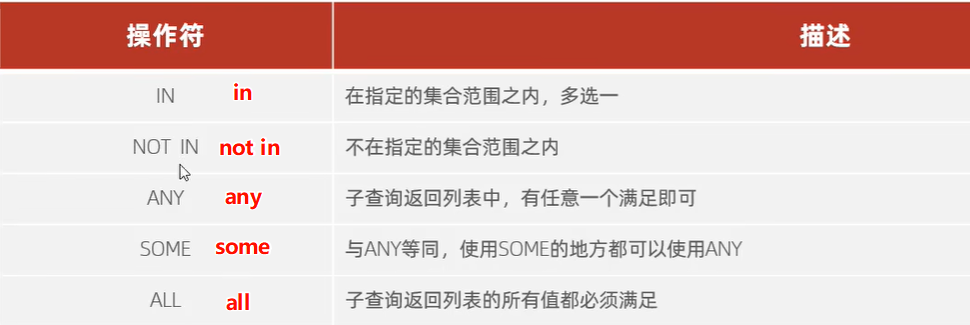 操作符 描述
IN in 在指定的集合范围之内，多选一
NOT IN not in 不在指定的集合范围之内
ANY any 子查询返回列表中，有任意一个满足即可
SOME some 与ANY等同，使用SOME的地方都可以使用ANY
ALL all 子查询返回列表的所有值都必须满足